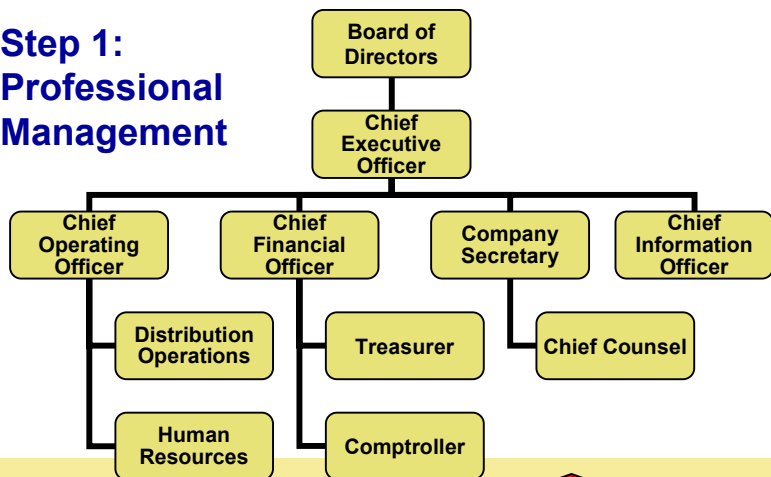 Step 1:
Professional
Management
Board of
Directors
Chief
Executive
Officer
Chief
Operating
Officer
Chief
Financial
Officer
Company
Secretary
Chief
Information
Officer
Distribution
Operations
Treasurer
Chief Counsel
Human
Resources
Comptroller